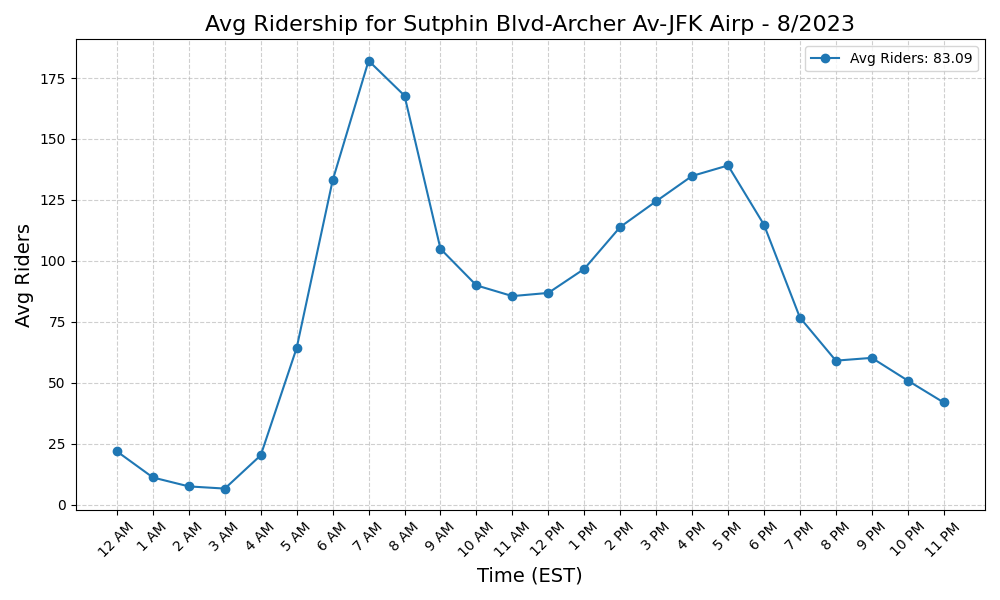 Avg Ridership for Sutphin Blvd-Archer Av-JFK Airp - 8/2023
Avg Riders: 83.09
Avg Riders
175
150
125
100
75
50
25
0
12 AM
1 AM
2 AM
3 AM
4 AM
5 AM
6 AM
7 AM
8 AM
9 AM
10 AM
11 AM
12 PM
1 PM
2 PM
3 PM
4 PM
5 PM
6 PM
7 PM
8 PM
9 PM
10 PM
11 PM
Time (EST)